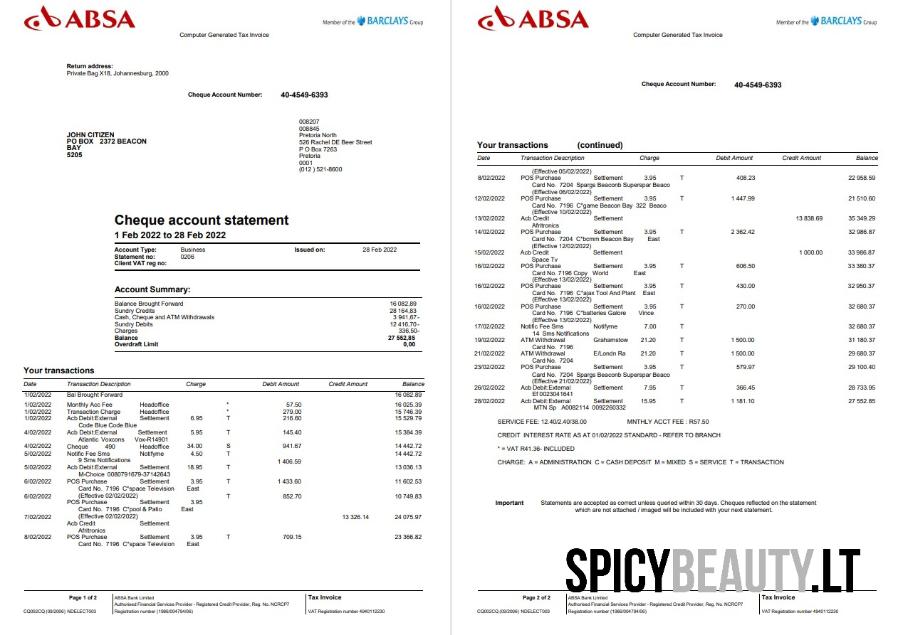 ABSA
Member of the BARCLAYS Group
Computer Generated Tax Invoice
Return address:
Private Bag X18, Johannesburg, 2000
Cheque Account Number: 40-4549-6393
JOHN CITIZEN
PO BOX 2372 BEACON
BAY
5205
008207
008845
Pretoria North
526 Rachel DE Beer Street
P O Box 7263
Pretoria
0001
(012 ) 521-8600
Cheque account statement
1 Feb 2022 to 28 Feb 2022
Account Type: Business Issued on: 28 Feb 2022
Statement no: 0206
Client VAT reg no:
Account Summary:
Balance Brought Forward 16 082,89
Sundry Credits 28 164,83
Cash, Cheque and ATM Withdrawals 3 941,67-
Sundry Debits 12 416,70-
Charges 336,50-
Balance 27 552,85
Overdraft Limit 0,00
Your transactions
Date Transaction Description Charge Debit Amount Credit Amount Balance
1/02/2022 Bal Brought Forward 16 082.89
1/02/2022 Monthly Acc Fee Headoffice * 57.50 16 025.39
1/02/2022 Transaction Charge Headoffice * 279.00 15 746.39
1/02/2022 Acb Debit:External Settlement 6.95 T 216.60 15 529.79
Code Blue Code Blue
4/02/2022 Acb Debit:External Settlement 5.95 T 145.40 15 384.39
Atlantic Voxcons Vox-R14901
4/02/2022 Cheque 490 Headoffice 34.00 S 941.67 14 442.72
5/02/2022 Notific Fee Sms Notifyme 4.50 T 14 442.72
9 Sms Notifications 1 406.59
5/02/2022 Acb Debit:External Settlement 18.95 T 13 036.13
M-Choice 0080791679-37142643
6/02/2022 POS Purchase Settlement 3.95 T 1 433.60 11 602.53
Card No. 7196 C*space Television East
6/02/2022 (Effective 02/02/2022) T 852.70 10 749.83
POS Purchase Settlement 3.95
Card No. 7196 C*pool & Patio East
7/02/2022 (Effective 02/02/2022) 13 326.14 24 075.97
Acb Credit Settlement
Afritronics
8/02/2022 POS Purchase Settlement 3.95 T 709.15 23 366.82
Card No. 7196 C*space Television East
Page 1 of 2
ABSA Bank Limited
Authorised Financial Services Provider - Registered Credit Provider, Reg. No. NCRCP7
Registration number (1986/004794/06)
Tax Invoice
VAT Registration number 4940112230
ABSA
Member of the BARCLAYS Group
Computer Generated Tax Invoice
Cheque Account Number: 40-4549-6393
Your transactions (continued)
Date Transaction Description Charge Debit Amount Credit Amount Balance
(Effective 05/02/2022)
8/02/2022 POS Purchase Settlement 3.95 T 408.23 22 958.59
Card No. 7204 Spargs Beaconb Superspar Beaco
(Effective 06/02/2022)
12/02/2022 POS Purchase Settlement 3.95 T 1 447.99 21 510.60
Card No. 7196 C*game Beacon Bay 322 Beaco
(Effective 10/02/2022)
13/02/2022 Acb Credit Settlement 13 838.69 35 349.29
Afritronics
14/02/2022 POS Purchase Settlement 3.95 T 2 362.42 32 986.87
Card No. 7204 C*bcmm Beacon Bay East
(Effective 12/02/2022)
15/02/2022 Acb Credit Settlement 1 000.00 33 986.87
Space Tv
16/02/2022 POS Purchase Settlement 3.95 T 606.50 33 380.37
Card No. 7196 Copy World East
(Effective 13/02/2022)
16/02/2022 POS Purchase Settlement 3.95 T 430.00 32 950.37
Card No. 7196 C*ajax Tool And Plant East
(Effective 13/02/2022)
16/02/2022 POS Purchase Settlement 3.95 T 270.00 32 680.37
Card No. 7196 C*batteries Galore Vince
(Effective 13/02/2022)
17/02/2022 Notific Fee Sms Notifyme 7.00 T 32 680.37
14 Sms Notifications
19/02/2022 ATM Withdrawal Grahamstow 21.20 T 1 500.00 31 180.37
Card No. 7196
21/02/2022 ATM Withdrawal E/Londn Ra 21.20 T 1 500.00 29 680.37
Card No. 7204
23/02/2022 POS Purchase Settlement 3.95 T 579.97 29 100.40
Card No. 7204 Spargs Beaconb Superspar Beaco
(Effective 21/02/2022)
26/02/2022 Acb Debit:External Settlement 7.95 T 366.45 28 733.95
28/02/2022 Acb Debit:External Settlement 15.95 T 1 181.10 27 552.85
MTN Sp A0082114 0092260332
SERVICE FEE: 12.40/2.40/38.00 MNTHLY ACCT FEE : R57.50
CREDIT INTEREST RATE AS AT 01/02/2022 STANDARD - REFER TO BRANCH
* = VAT R41.36- INCLUDED
CHARGE: A = ADMINISTRATION C = CASH DEPOSIT M = MIXED S = SERVICE T = TRANSACTION
Important Statements are accepted as correct unless queried within 30 days. Cheques reflected on the statement
which are not attached / imaged will be included with your next statement.
SPICYBEAUTY.LT
Page 2 of 2
ABSA Bank Limited
Authorised Financial Services Provider - Registered Credit Provider, Reg. No. NCRCP7
Registration number (1986/004794/06)
Tax Invoice
VAT Registration number 4940112230